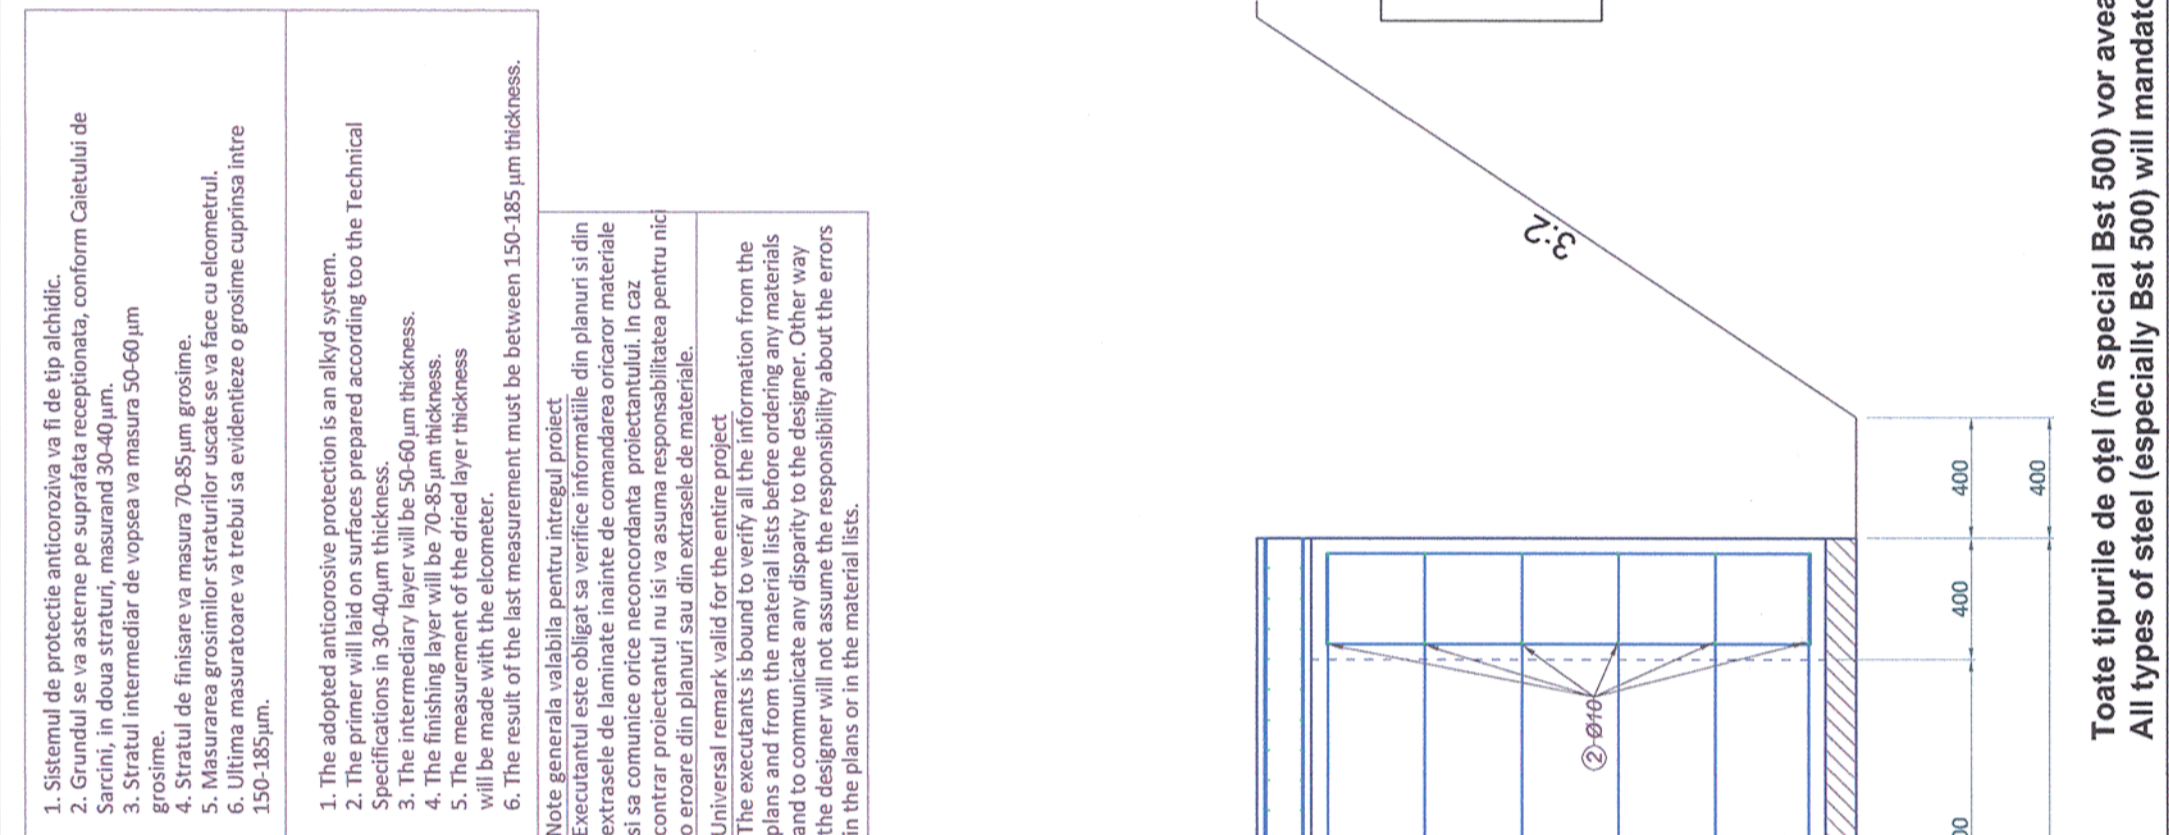 1. Sistemul de protectie anticoroziva va fi de tip alchidic.
2. Grundul se va asterne pe suprafata receptionata, conform Caietului de
Sarcini, in doua straturi, masurand 30-40μm.
3. Stratul intermediar de vopsea va masura 50-60μm
grosime.
4. Stratul de finisare va masura 70-85μm grosime.
5. Masurarea grosimilor straturilor uscate se va face cu elcometrul.
6. Ultima masuratoare va trebui sa evidentieze o grosime cuprinsa intre
150-185μm.
1. The adopted anticorosive protection is an alkyd system.
2. The primer will laid on surfaces prepared according too the Technical
Specifications in 30-40μm thickness.
3. The intermediary layer will be 50-60μm thickness.
4. The finishing layer will be 70-85μm thickness.
5. The measurement of the dried layer thickness
will be made with the elcometer.
6. The result of the last measurement must be between 150-185μm thickness.
Note generala valabila pentru intregul proiect
Executantul este obligat sa verifice informatiile din planuri si din
extrasele de laminate inainte de comandarea oricaror materiale
si sa comunice orice neconcordanta proiectantului. In caz
contrar proiectantul nu isi va asuma responsabilitatea pentru nici
o eroare din planuri sau din extrasele de materiale.
Universal remark valid for the entire project
The executants is bound to verify all the information from the
plans and from the material lists before ordering any materials
and to communicate any disparity to the designer. Other way
the designer will not assume the responsibility about the errors
in the plans or in the material lists.
3:2
2 Ø10
400
400
400
Toate tipurile de oțel (în special Bst 500) vor avea
All types of steel (especially Bst 500) will mandato